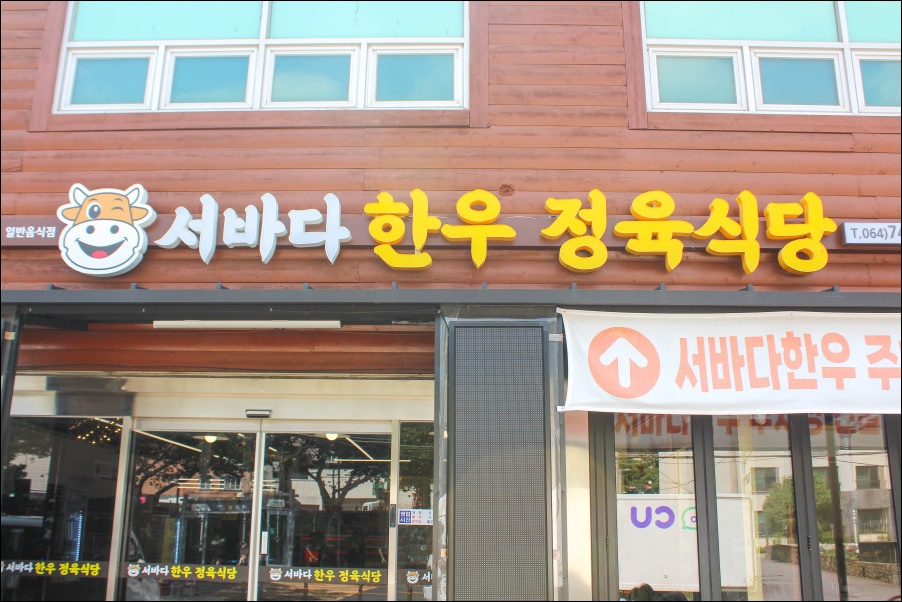 일반음식점
서바다 한우 정육식당
T.064)74
서바다한우 주
CU
서바다 한우 정육식당
서바다 한우 정육식당
서바다 한우 정육식당
서